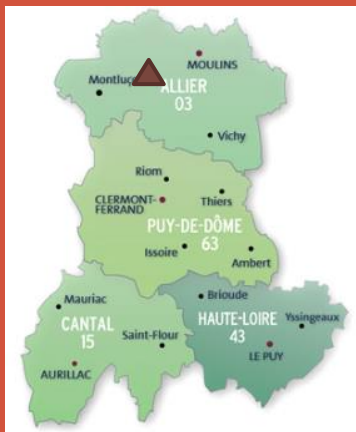 MOULINS
Montluç
ALLIER
03
Vichy
Riom
CLERMONT-
FERRAND
Thiers
PUY-DE-DÔME
63
Issoire
Ambert
Mauriac
CANTAL
15
Saint-Flour
AURILLAC
Brioude
HAUTE-LOIRE
43
Yssingeaux
LE PUY